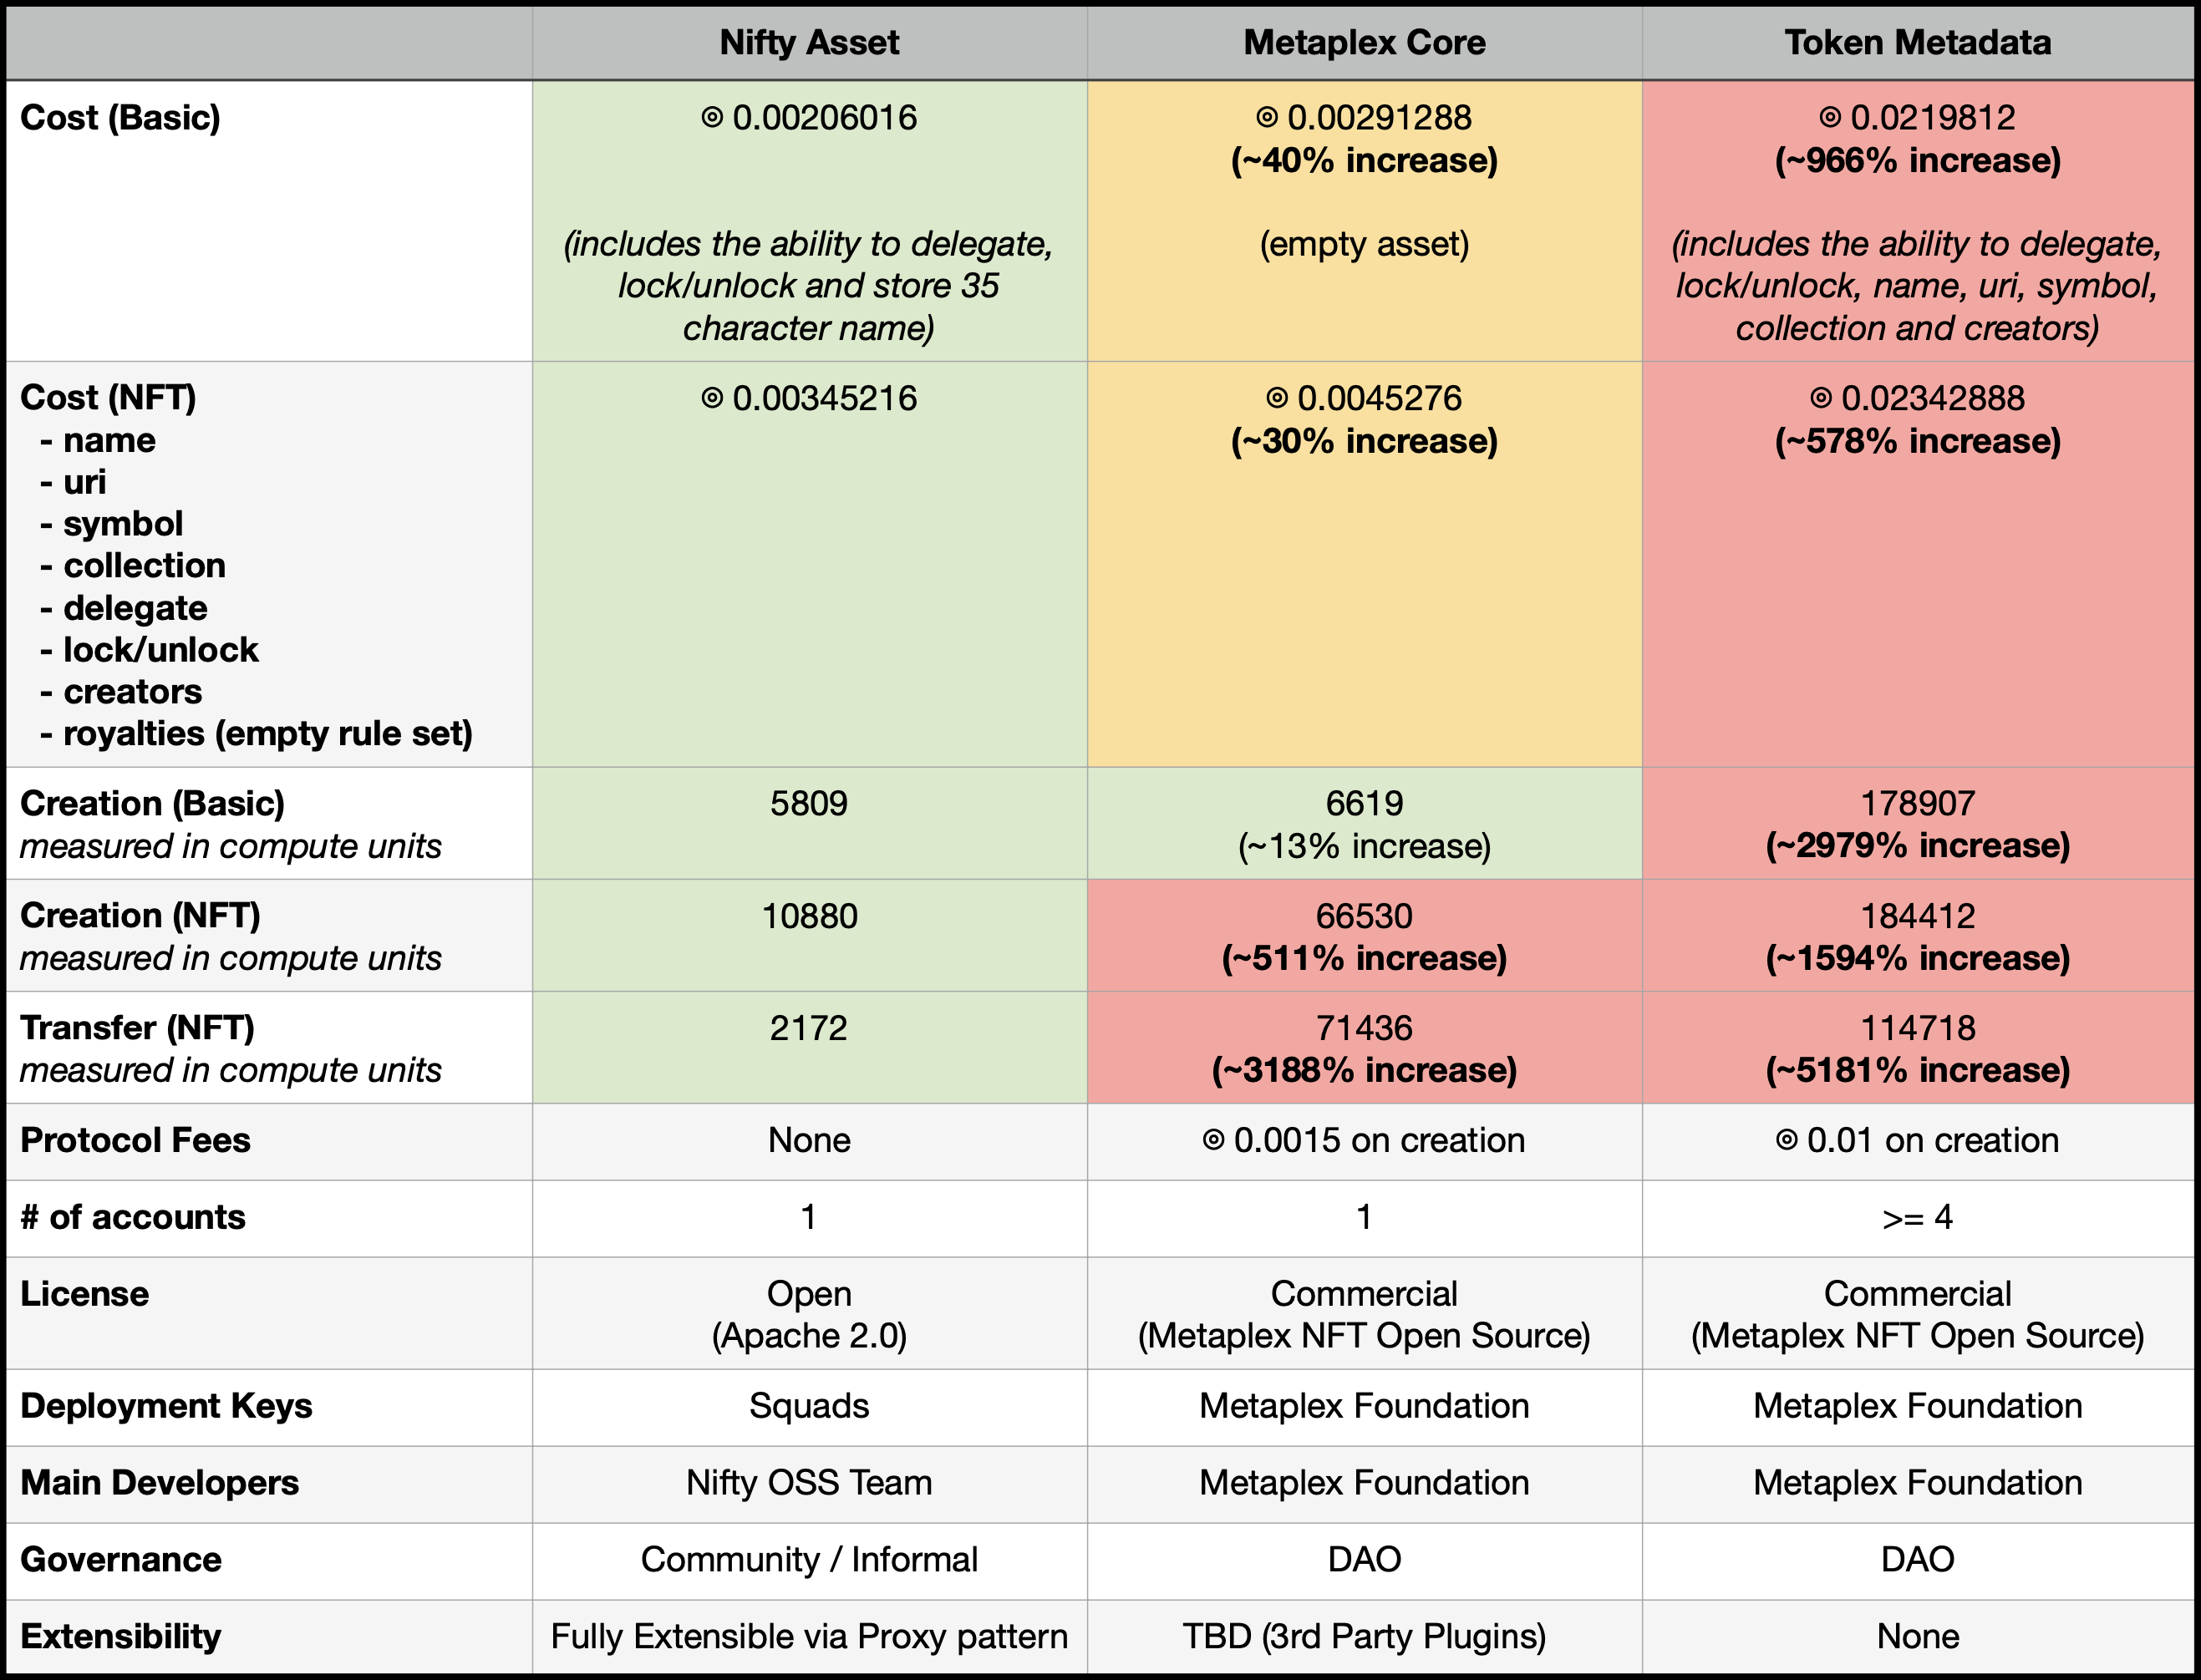 Nifty Asset Metaplex Core Token Metadata
Cost (Basic) ◎ 0.00206016 ◎ 0.00291288 ◎ 0.0219812
(~40% increase) (~966% increase)
(includes the ability to delegate, (empty asset) (includes the ability to delegate,
lock/unlock and store 35 lock/unlock, name, uri, symbol,
character name) collection and creators)
Cost (NFT) ◎ 0.00345216 ◎ 0.0045276 ◎ 0.02342888
- name (~30% increase) (~578% increase)
- uri
- symbol
- collection
- delegate
- lock/unlock
- creators
- royalties (empty rule set)
Creation (Basic) 5809 6619 178907
measured in compute units (~13% increase) (~2979% increase)
Creation (NFT) 10880 66530 184412
measured in compute units (~511% increase) (~1594% increase)
Transfer (NFT) 2172 71436 114718
measured in compute units (~3188% increase) (~5181% increase)
Protocol Fees None ◎ 0.0015 on creation ◎ 0.01 on creation
# of accounts 1 1 >= 4
License Open Commercial Commercial
(Apache 2.0) (Metaplex NFT Open Source) (Metaplex NFT Open Source)
Deployment Keys Squads Metaplex Foundation Metaplex Foundation
Main Developers Nifty OSS Team Metaplex Foundation Metaplex Foundation
Governance Community / Informal DAO DAO
Extensibility Fully Extensible via Proxy pattern TBD (3rd Party Plugins) None